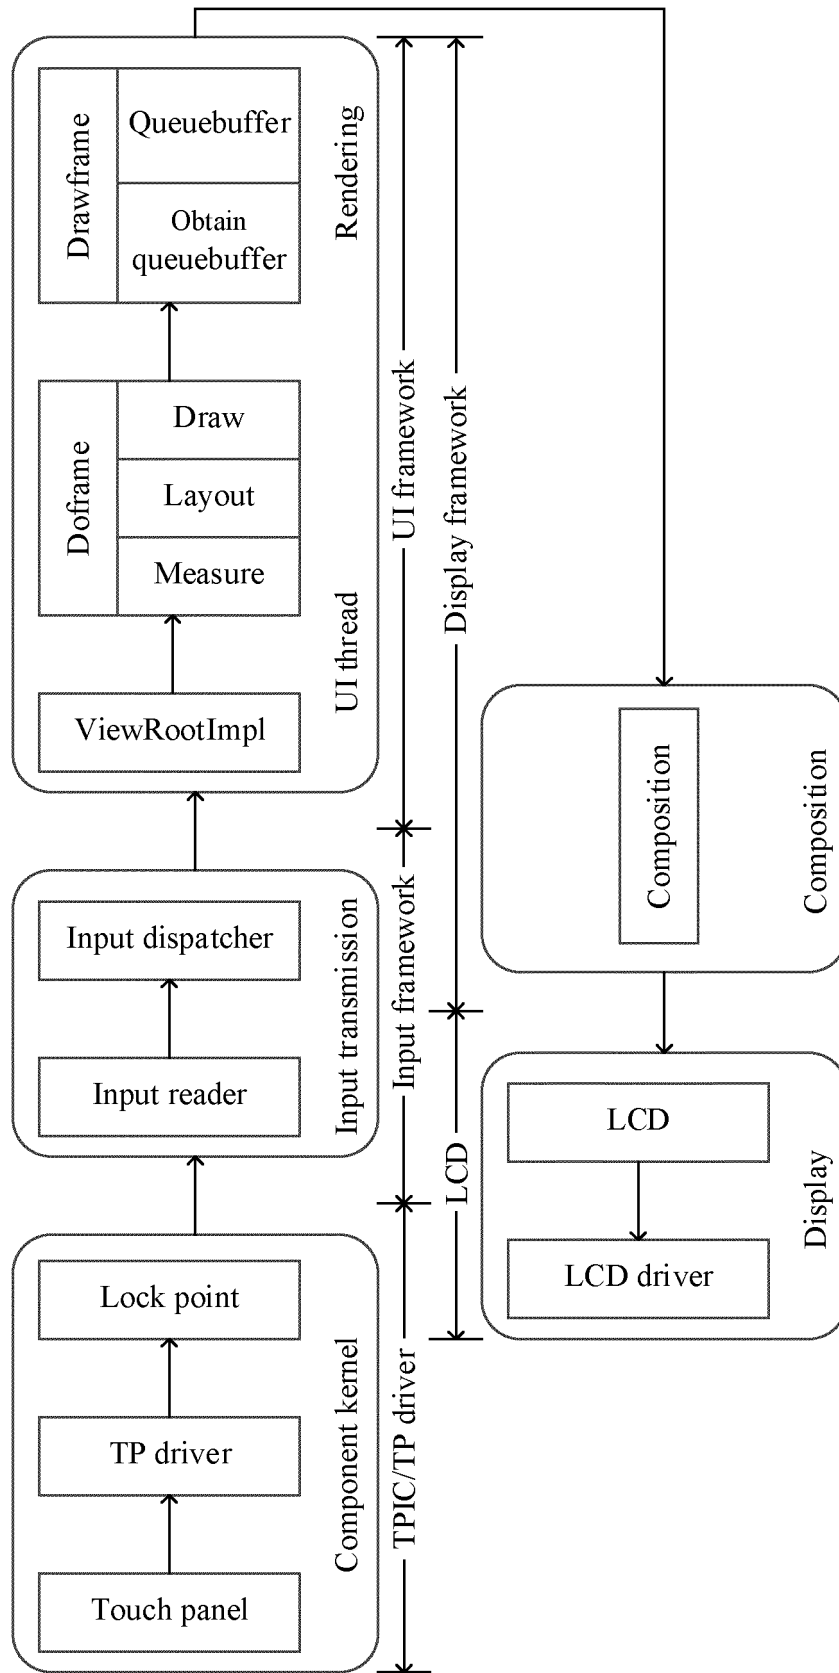 Drawframe
Queuebuffer
Obtain
queuebuffer
Rendering
Doframe
Draw
Layout
Measure
UI thread
ViewRootImpl
UI framework
Display framework
Composition
Composition
Input dispatcher
Input reader
Input transmission
Input framework
LCD
LCD
LCD driver
Display
Lock point
TP driver
Touch panel
Component kernel
TPIC/TP driver